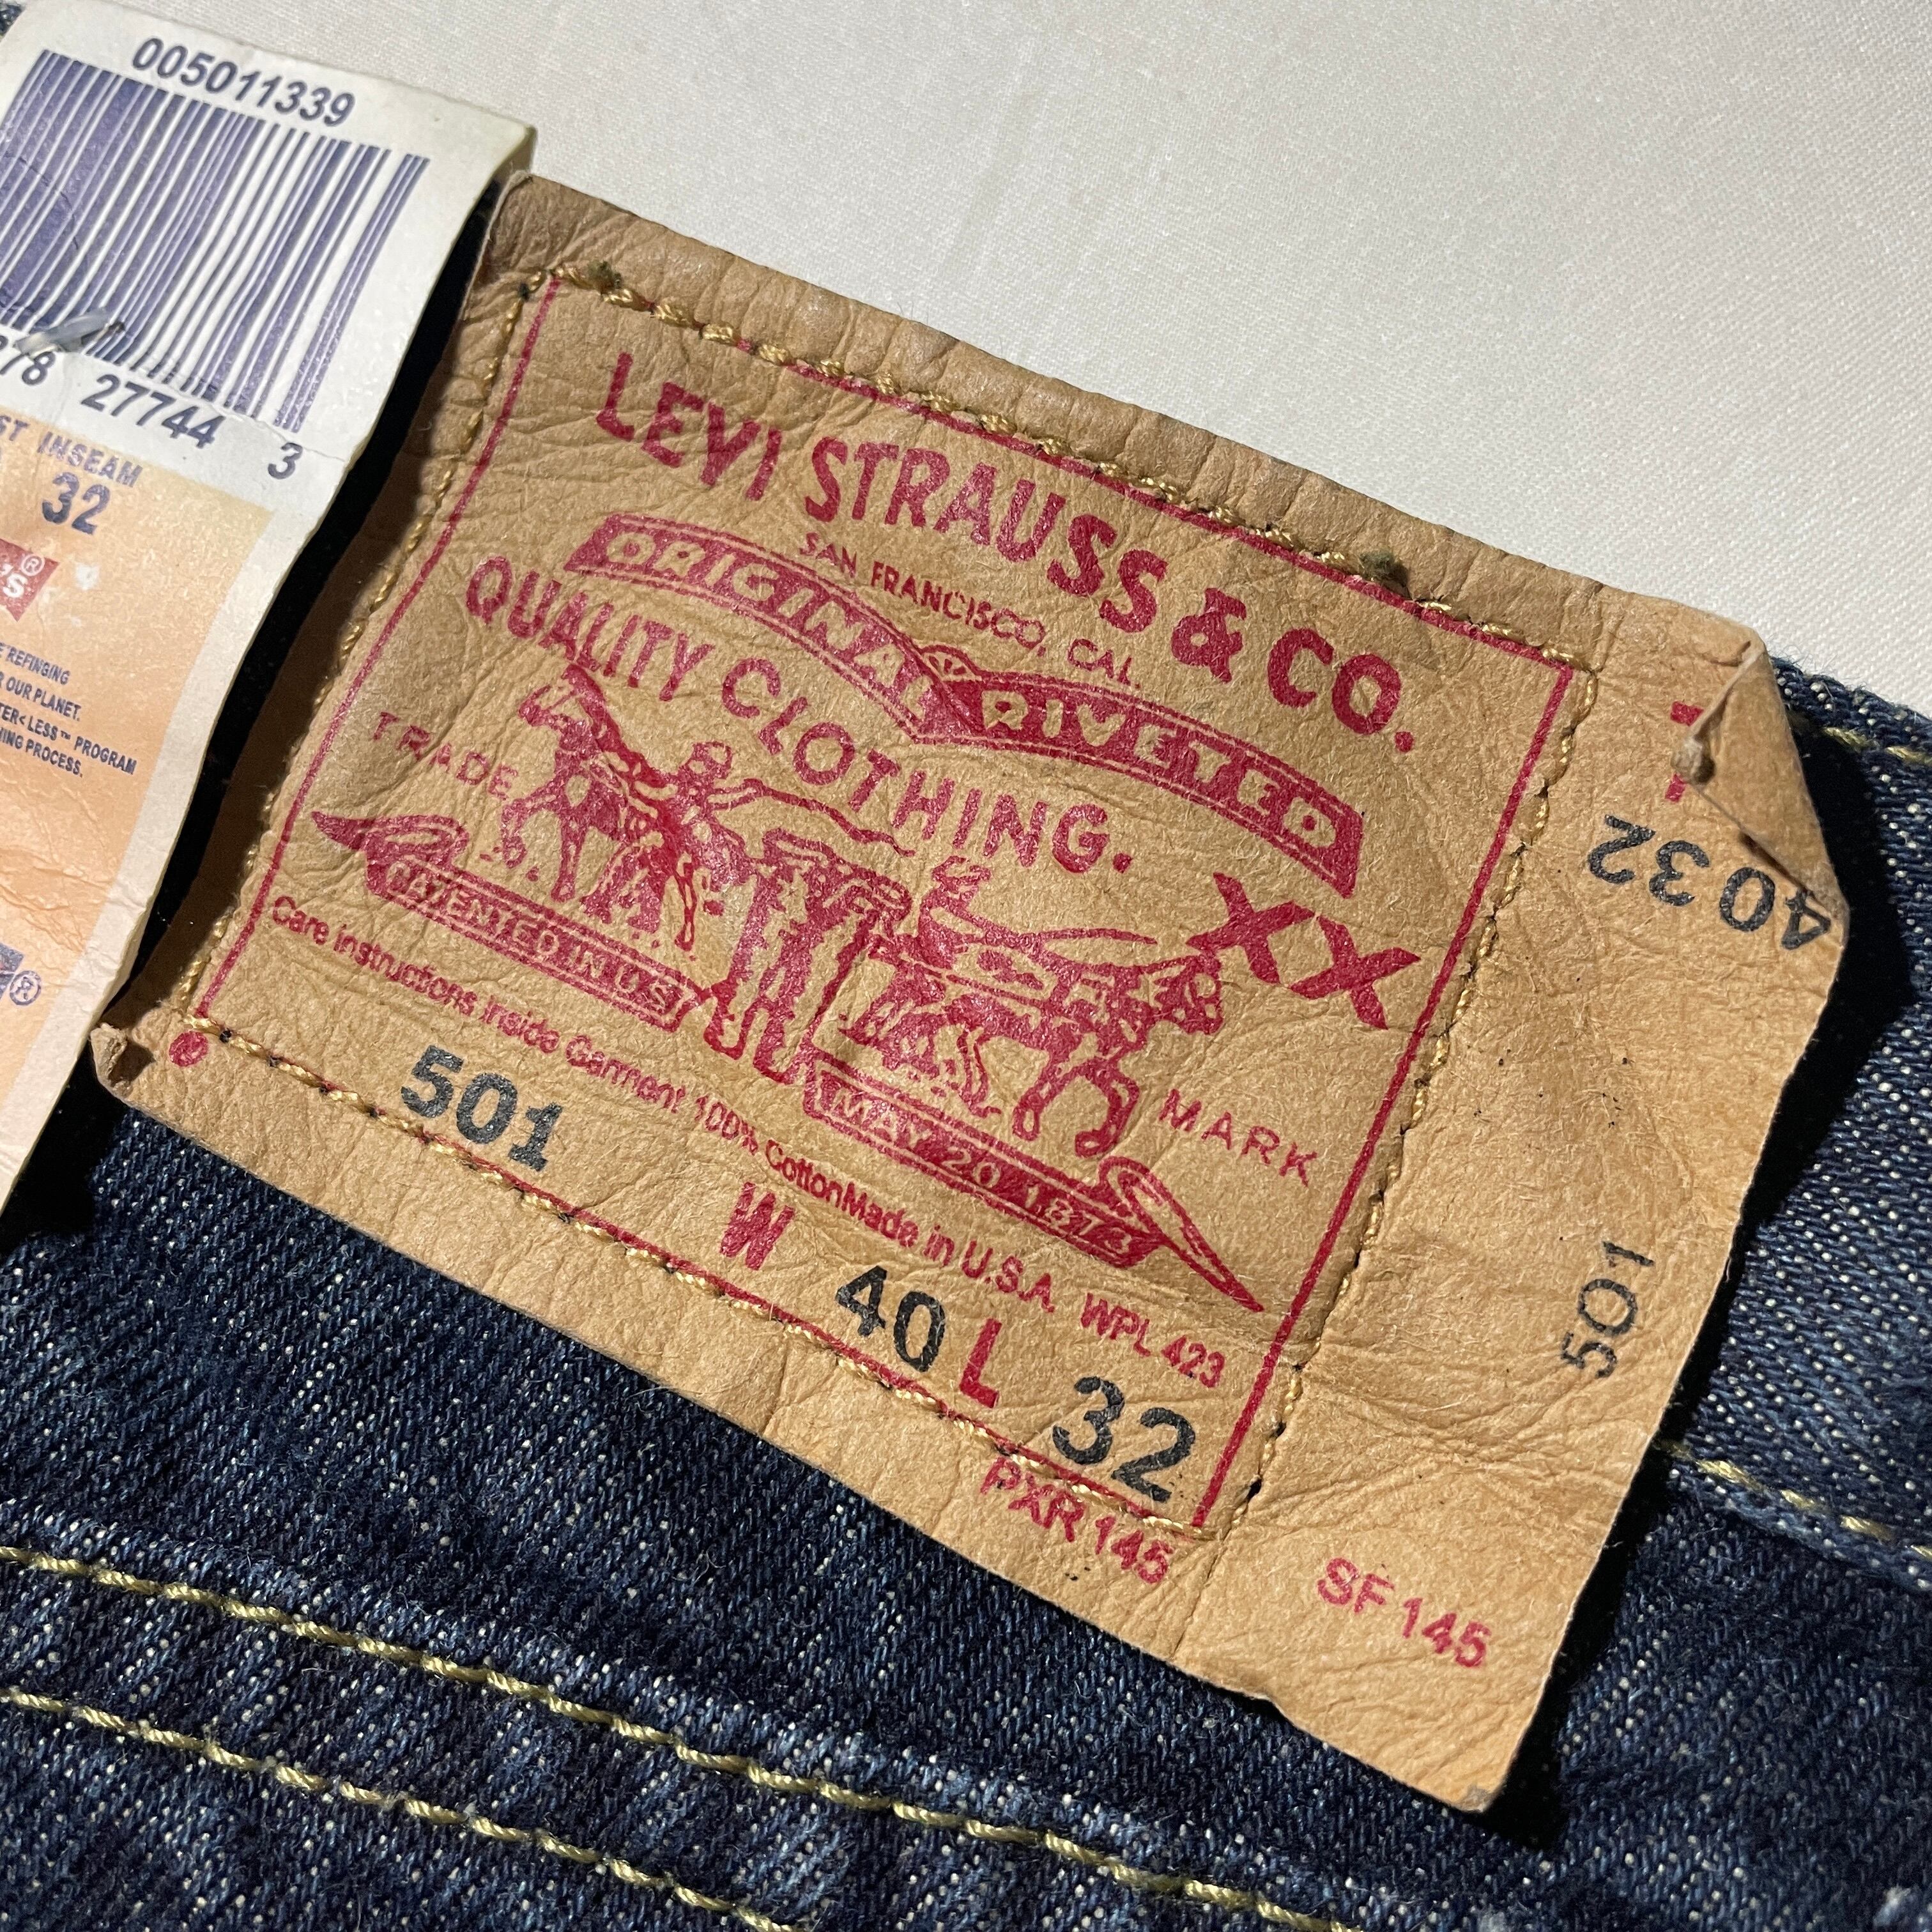 005011339
78 27744 3
ST INSEAM
32
'S®
E REFINGING
R OUR PLANET.
TER<LESS™ PROGRAM
HING PROCESS.
®
LEVI STRAUSS & CO.
SAN FRANCISCO, CAL.
ORIGINAL RIVETED
QUALITY CLOTHING.
TRADE MARK
XX
PATENTED IN U.S.
MAY 20 1873
Care instructions inside Garment 100% Cotton Made in U.S.A. WPL 423
501
W 40 L 32
PXR 145
SF 145
4032
501